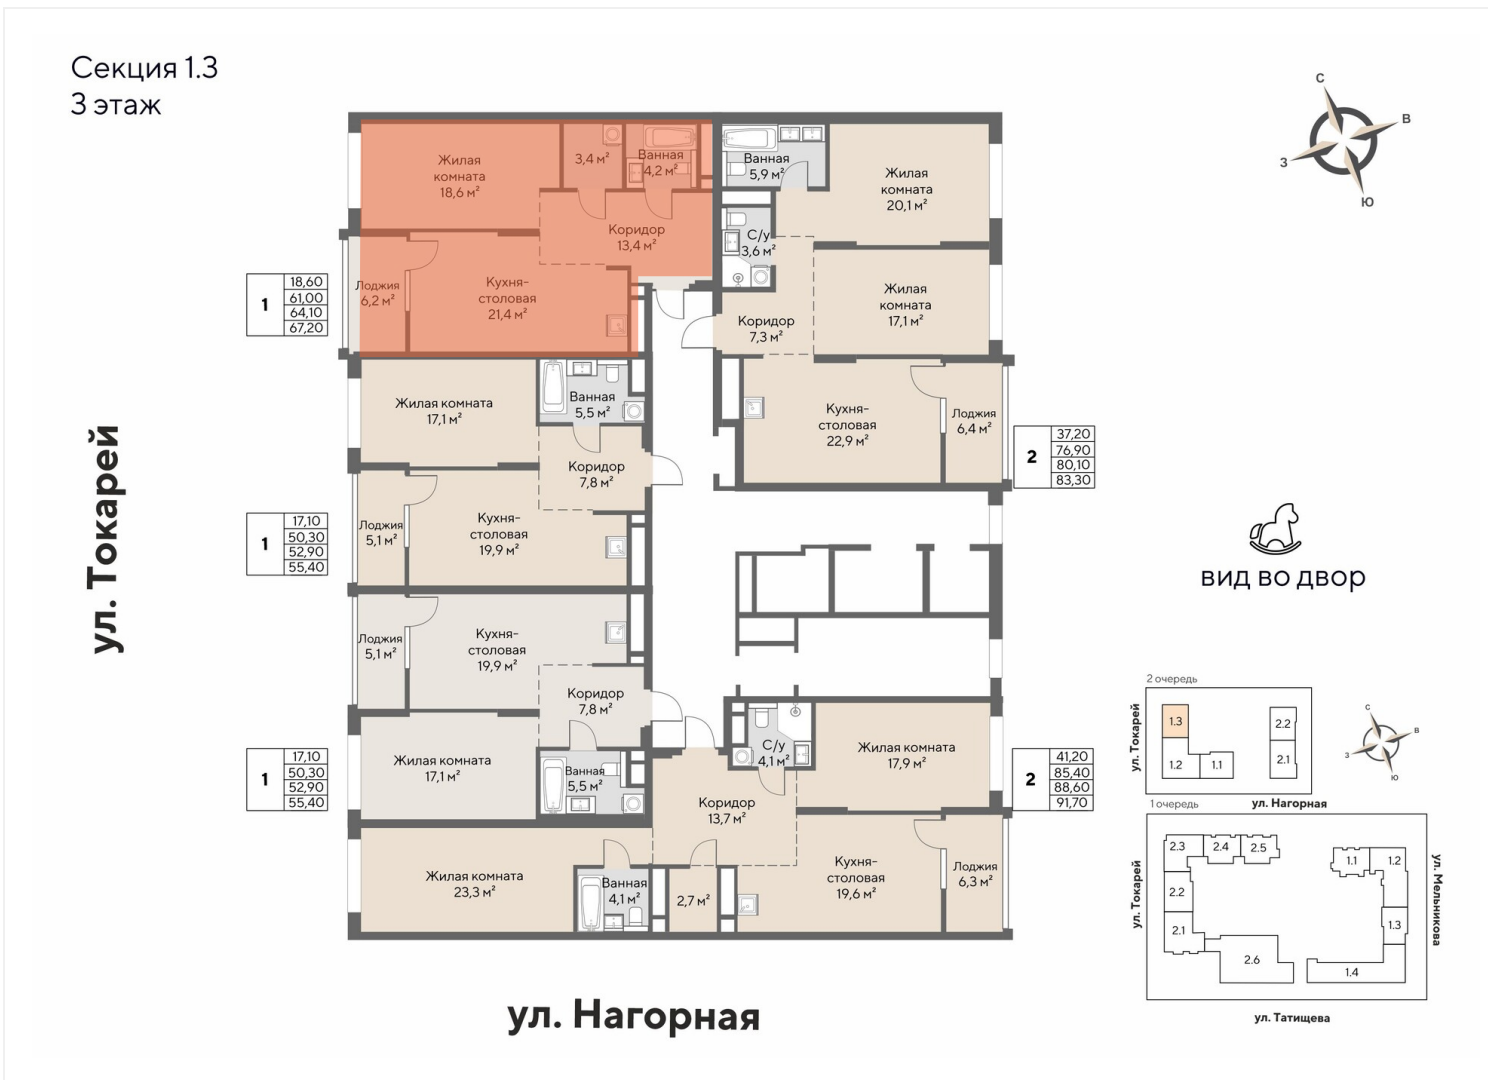 Секция 1.3
3 этаж
С
В
З
Ю
Жилая
комната
18,6 м²
3,4 м²
Ванная
4,2 м²
Коридор
13,4 м²
Лоджия
6,2 м²
Кухня-
столовая
21,4 м²
1
18,60
61,00
64,10
67,20
Ванная
5,9 м²
Жилая
комната
20,1 м²
С/у
3,6 м²
Жилая
комната
17,1 м²
Коридор
7,3 м²
Кухня-
столовая
22,9 м²
Лоджия
6,4 м²
2
37,20
76,90
80,10
83,30
Жилая комната
17,1 м²
Ванная
5,5 м²
Коридор
7,8 м²
Лоджия
5,1 м²
Кухня-
столовая
19,9 м²
1
17,10
50,30
52,90
55,40
ул. Токарей
вид во двор
Лоджия
5,1 м²
Кухня-
столовая
19,9 м²
Коридор
7,8 м²
Жилая комната
17,1 м²
Ванная
5,5 м²
1
17,10
50,30
52,90
55,40
С/у
4,1 м²
Жилая комната
17,9 м²
Коридор
13,7 м²
2
41,20
85,40
88,60
91,70
Жилая комната
23,3 м²
Ванная
4,1 м²
2,7 м²
Кухня-
столовая
19,6 м²
Лоджия
6,3 м²
ул. Нагорная
2 очередь
ул. Токарей
1.3
1.2
1.1
2.2
2.1
С
В
З
Ю
ул. Нагорная
1 очередь
ул. Токарей
2.3
2.4
2.5
2.2
2.1
2.6
1.1
1.2
1.3
1.4
ул. Мельникова
ул. Татищева